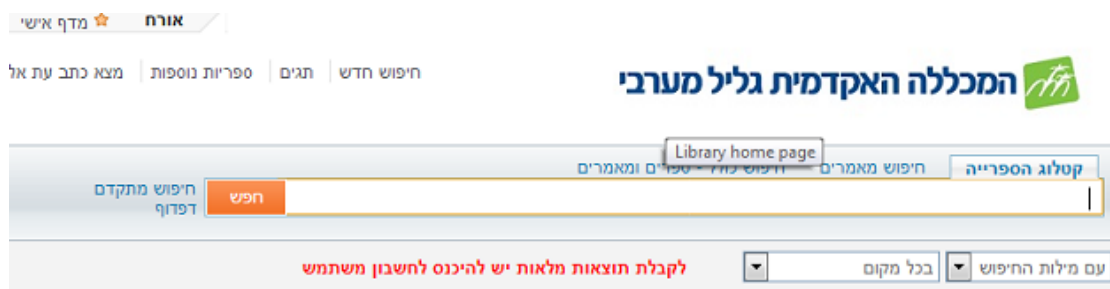 אורח מדף אישי
חיפוש חדש תגים ספריות נוספות מצא כתב עת אל
המכללה האקדמית גליל מערבי
Library home page
קטלוג הספרייה חיפוש מאמרים חיפוש כולל - ספרים ומאמרים
חפש חיפוש מתקדם
דפדוף
עם מילות החיפוש בכל מקום לקבלת תוצאות מלאות יש להיכנס לחשבון משתמש